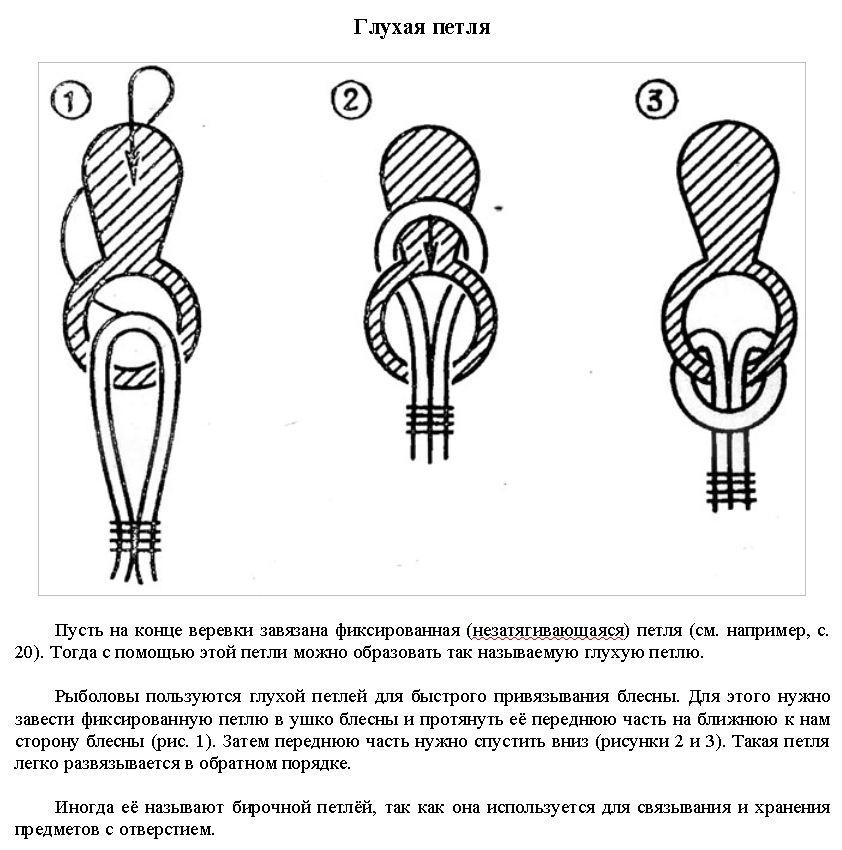 Глухая петля
1 2 3
Пусть на конце веревки завязана фиксированная (незатягивающаяся) петля (см. например, с.
20). Тогда с помощью этой петли можно образовать так называемую глухую петлю.
Рыболовы пользуются глухой петлей для быстрого привязывания блесны. Для этого нужно
завести фиксированную петлю в ушко блесны и протянуть её переднюю часть на ближнюю к нам
сторону блесны (рис. 1). Затем переднюю часть нужно спустить вниз (рисунки 2 и 3). Такая петля
легко развязывается в обратном порядке.
Иногда её называют бирочной петлёй, так как она используется для связывания и хранения
предметов с отверстием.